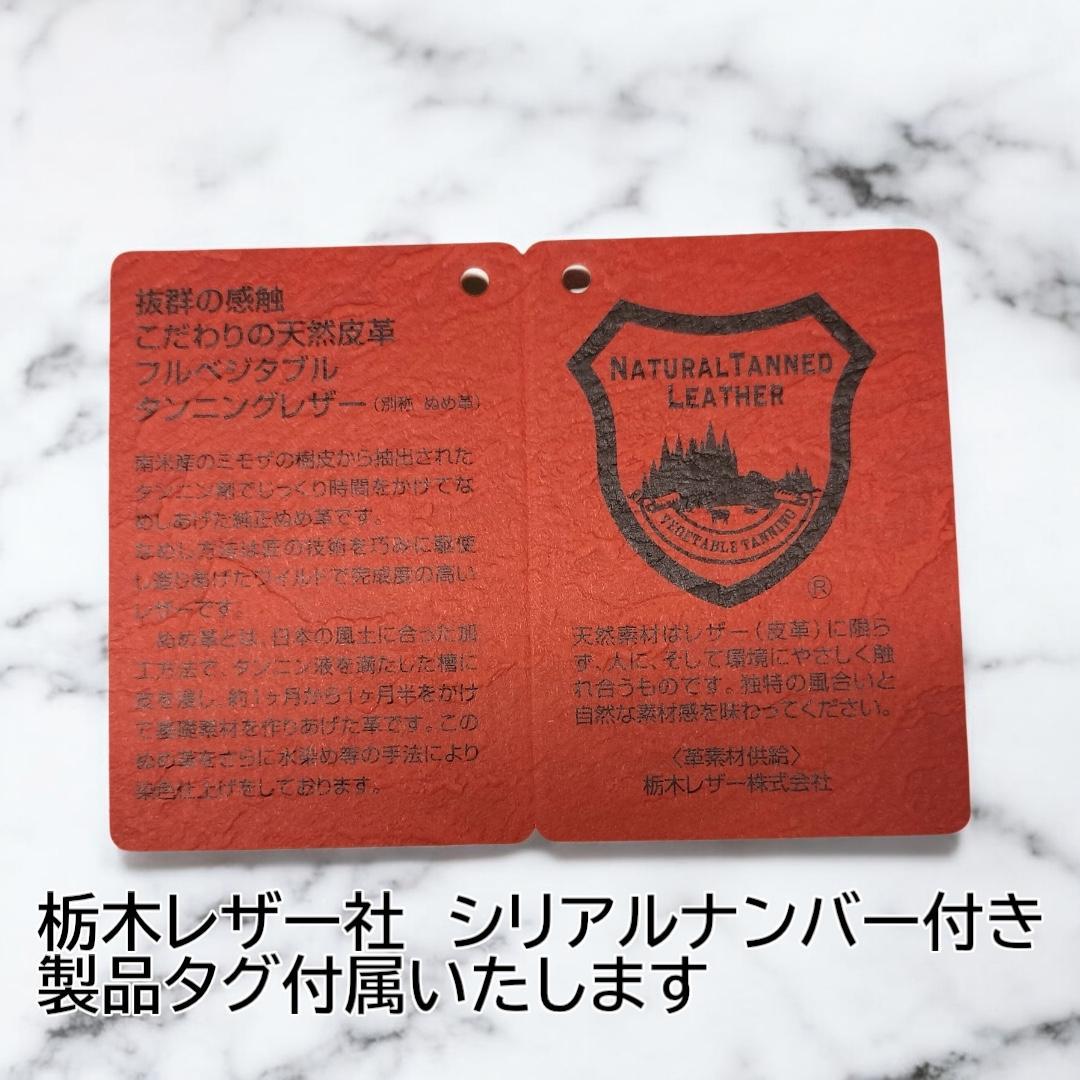 抜群の感触
こだわりの天然皮革
フルベジタブル
タンニングレザー(別称 ぬめ革)
南米産のミモザの樹皮から抽出された
タンニン剤でじっくり時間をかけてな
めしあげた純正ぬめ革です。
なめし方法は匠の技術を巧みに駆使
し造りあげたワイルドで完成度の高い
レザーです。
ぬめ革とは、日本の風土に合った加
工方法で、タンニン液を満たした槽に
皮を浸し、約1ヶ月から1ヶ月半をかけ
て基礎素材を作りあげた革です。この
ぬめ革をさらに水染め等の手法により
染色仕上げをしております。
NATURAL TANNED
LEATHER
VEGETABLE TANNING
®
天然素材はレザー(皮革)に限ら
ず、人に、そして環境にやさしく触
れ合うものです。独特の風合いと
自然な素材感を味わってください。
〈革素材供給〉
栃木レザー株式会社
栃木レザー社 シリアルナンバー付き
製品タグ付属いたします